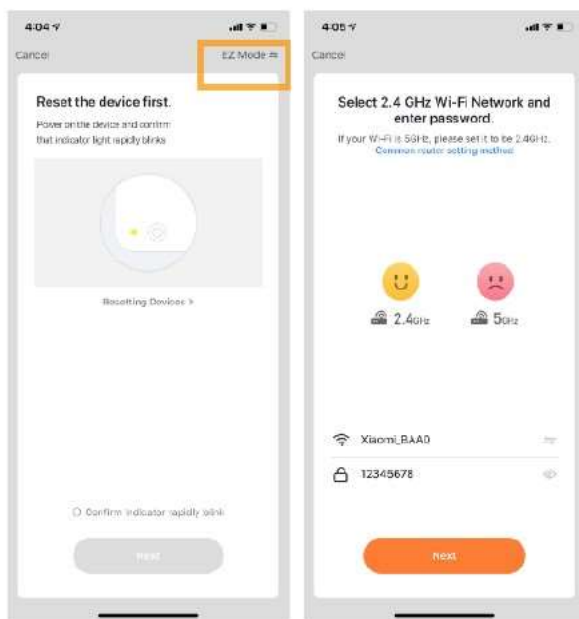 4:04
Cancel
EZ Mode
Reset the device first.
Power on the device and confirm
that indicator light rapidly blinks
Resetting Devices >
Confirm indicator rapidly blink
Next
4:05
Cancel
Select 2.4 GHz Wi-Fi Network and
enter password.
If your Wi-Fi is 5GHz, please set it to be 2.4GHz.
Common router setting method
2.4GHz
5GHz
Xiaomi_BAA0
12345678
Next